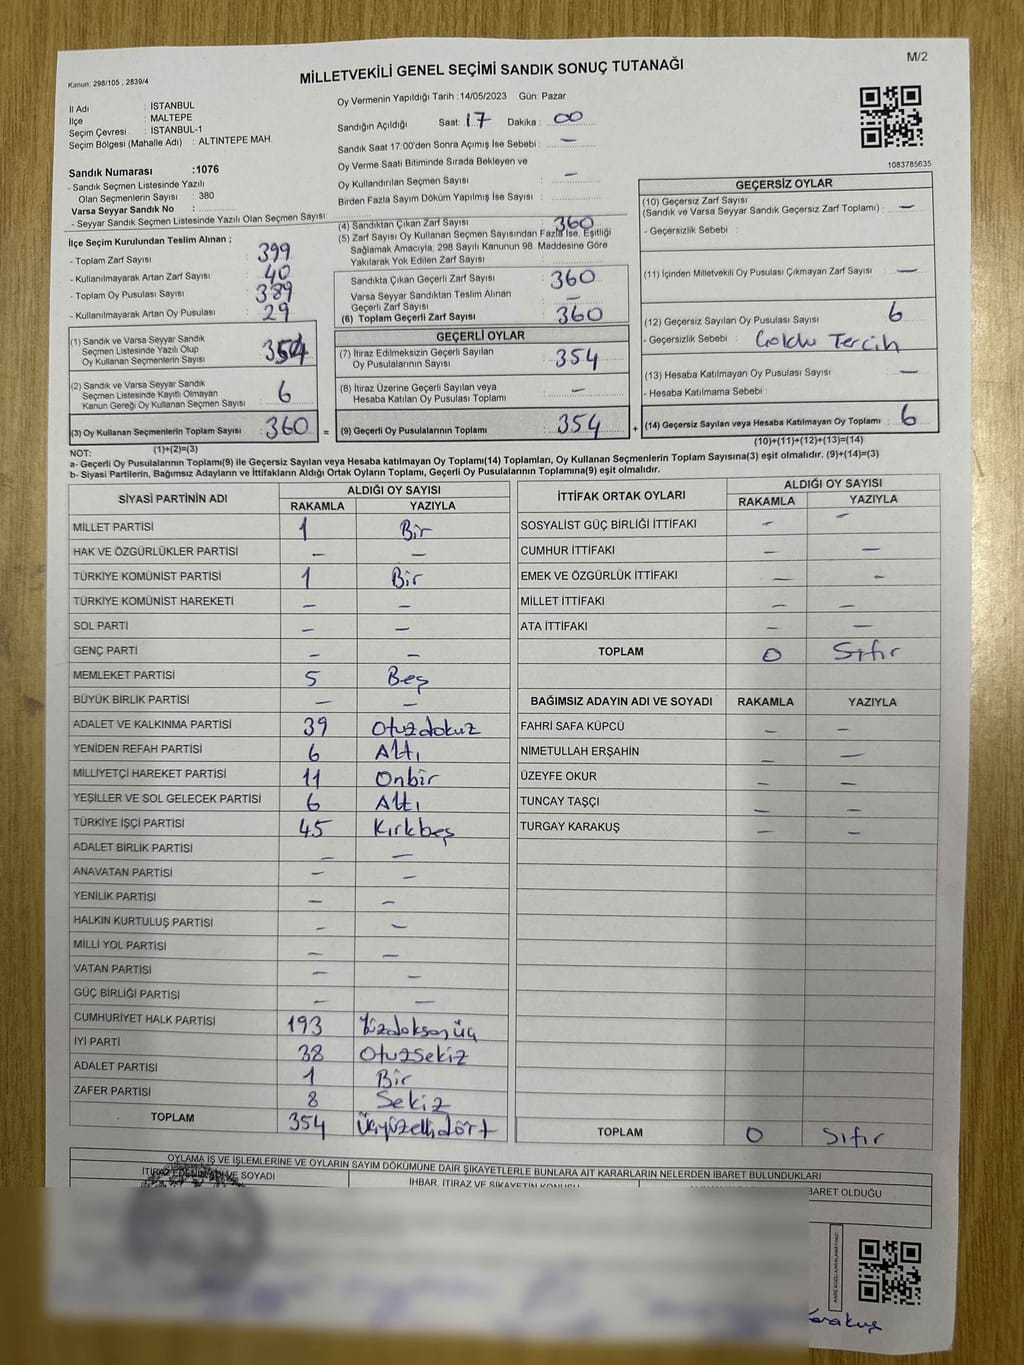 M/2
Kanun: 298/105 , 2839/4
MİLLETVEKİLİ GENEL SEÇİMİ SANDIK SONUÇ TUTANAĞI
İl Adı : İSTANBUL
İlçe : MALTEPE
Seçim Çevresi : İSTANBUL-1
Seçim Bölgesi (Mahalle Adı) : ALTINTEPE MAH.
Sandık Numarası :1076
- Sandık Seçmen Listesinde Yazılı
Olan Seçmenlerin Sayısı : 380
Varsa Seyyar Sandık No :
- Seyyar Sandık Seçmen Listesinde Yazılı Olan Seçmen Sayısı:
Oy Vermenin Yapıldığı Tarih :14/05/2023 Gün: Pazar
Sandığın Açıldığı Saat: 17 Dakika : 00
Sandık Saat 17:00'den Sonra Açımış İse Sebebi : –
Oy Verme Saati Bitiminde Sırada Bekleyen ve
Oy Kullandırılan Seçmen Sayısı : –
Birden Fazla Sayım Döküm Yapılmış İse Sayısı :
1083785635
İlçe Seçim Kurulundan Teslim Alınan ;
- Toplam Zarf Sayısı : 399
- Kullanılmayarak Artan Zarf Sayısı : 40
- Toplam Oy Pusulası Sayısı : 389
- Kullanılmayarak Artan Oy Pusulası : 29
(1) Sandık ve Varsa Seyyar Sandık
Seçmen Listesinde Yazılı Olup
Oy Kullanan Seçmenlerin Sayısı : 354
(2) Sandık ve Varsa Seyyar Sandık
Seçmen Listesinde Kayıtlı Olmayan
Kanun Gereği Oy Kullanan Seçmen Sayısı : 6
(3) Oy Kullanan Seçmenlerin Toplam Sayısı : 360 =
(1)+(2)=(3)
(4) Sandıktan Çıkan Zarf Sayısı : 360
(5) Zarf Sayısı Oy Kullanan Seçmen Sayısından Fazla İse, Eşitliği
Sağlamak Amacıyla, 298 Sayılı Kanunun 98. Maddesine Göre
Yakılarak Yok Edilen Zarf Sayısı :
Sandıkta Çıkan Geçerli Zarf Sayısı : 360
Varsa Seyyar Sandıktan Teslim Alınan
Geçerli Zarf Sayısı : –
(6) Toplam Geçerli Zarf Sayısı : 360
GEÇERLİ OYLAR
(7) İtiraz Edilmeksizin Geçerli Sayılan
Oy Pusulalarının Sayısı : 354
(8) İtiraz Üzerine Geçerli Sayılan veya
Hesaba Katılan Oy Pusulası Toplamı : –
(9) Geçerli Oy Pusulalarının Toplamı : 354 +
GEÇERSİZ OYLAR
(10) Geçersiz Zarf Sayısı
(Sandık ve Varsa Seyyar Sandık Geçersiz Zarf Toplamı) : –
- Geçersizlik Sebebi :
(11) İçinden Milletvekili Oy Pusulası Çıkmayan Zarf Sayısı : –
(12) Geçersiz Sayılan Oy Pusulası Sayısı : 6
- Geçersizlik Sebebi : Çoklu Tercih
(13) Hesaba Katılmayan Oy Pusulası Sayısı : –
- Hesaba Katılmama Sebebi :
(14) Geçersiz Sayılan veya Hesaba Katılmayan Oy Toplamı : 6
(10)+(11)+(12)+(13)=(14)
NOT:
a- Geçerli Oy Pusulalarının Toplamı(9) ile Geçersiz Sayılan veya Hesaba katılmayan Oy Toplamı(14) Toplamları, Oy Kullanan Seçmenlerin Toplam Sayısına(3) eşit olmalıdır. (9)+(14)=(3)
b- Siyasi Partilerin, Bağımsız Adayların ve İttifakların Aldığı Ortak Oyların Toplamı, Geçerli Oy Pusulalarının Toplamına(9) eşit olmalıdır.
SİYASİ PARTİNİN ADI ALDIĞI OY SAYISI
RAKAMLA YAZIYLA
MİLLET PARTİSİ 1 Bir
HAK VE ÖZGÜRLÜKLER PARTİSİ – –
TÜRKİYE KOMÜNİST PARTİSİ 1 Bir
TÜRKİYE KOMÜNİST HAREKETİ – –
SOL PARTİ – –
GENÇ PARTİ – –
MEMLEKET PARTİSİ 5 Beş
BÜYÜK BİRLİK PARTİSİ – –
ADALET VE KALKINMA PARTİSİ 39 Otuzdokuz
YENİDEN REFAH PARTİSİ 6 Altı
MİLLİYETÇİ HAREKET PARTİSİ 11 Onbir
YEŞİLLER VE SOL GELECEK PARTİSİ 6 Altı
TÜRKİYE İŞÇİ PARTİSİ 45 Kırkbeş
ADALET BİRLİK PARTİSİ – –
ANAVATAN PARTİSİ – –
YENİLİK PARTİSİ – –
HALKIN KURTULUŞ PARTİSİ – –
MİLLİ YOL PARTİSİ – –
VATAN PARTİSİ – –
GÜÇ BİRLİĞİ PARTİSİ – –
CUMHURİYET HALK PARTİSİ 193 Yüzdoksanüç
İYİ PARTİ 38 Otuzsekiz
ADALET PARTİSİ 1 Bir
ZAFER PARTİSİ 8 Sekiz
TOPLAM 354 Üçyüzellidört
İTTİFAK ORTAK OYLARI ALDIĞI OY SAYISI
RAKAMLA YAZIYLA
SOSYALİST GÜÇ BİRLİĞİ İTTİFAKI – –
CUMHUR İTTİFAKI – –
EMEK VE ÖZGÜRLÜK İTTİFAKI – –
MİLLET İTTİFAKI – –
ATA İTTİFAKI – –
TOPLAM 0 Sıfır
BAĞIMSIZ ADAYIN ADI VE SOYADI RAKAMLA YAZIYLA
FAHRİ SAFA KÜPCÜ – –
NİMETULLAH ERŞAHİN – –
ÜZEYFE OKUR – –
TUNCAY TAŞÇI – –
TURGAY KARAKUŞ – –
TOPLAM 0 Sıfır
OYLAMA İŞ VE İŞLEMLERİNE VE OYLARIN SAYIM DÖKÜMÜNE DAİR ŞİKAYETLERLE BUNLARA AİT KARARLARIN NELERDEN İBARET BULUNDUKLARI
İTİRAZ EDENİN ADI VE SOYADI İHBAR, İTİRAZ VE ŞİKAYETİN KONUSU BARET OLDUĞU
Karakuş